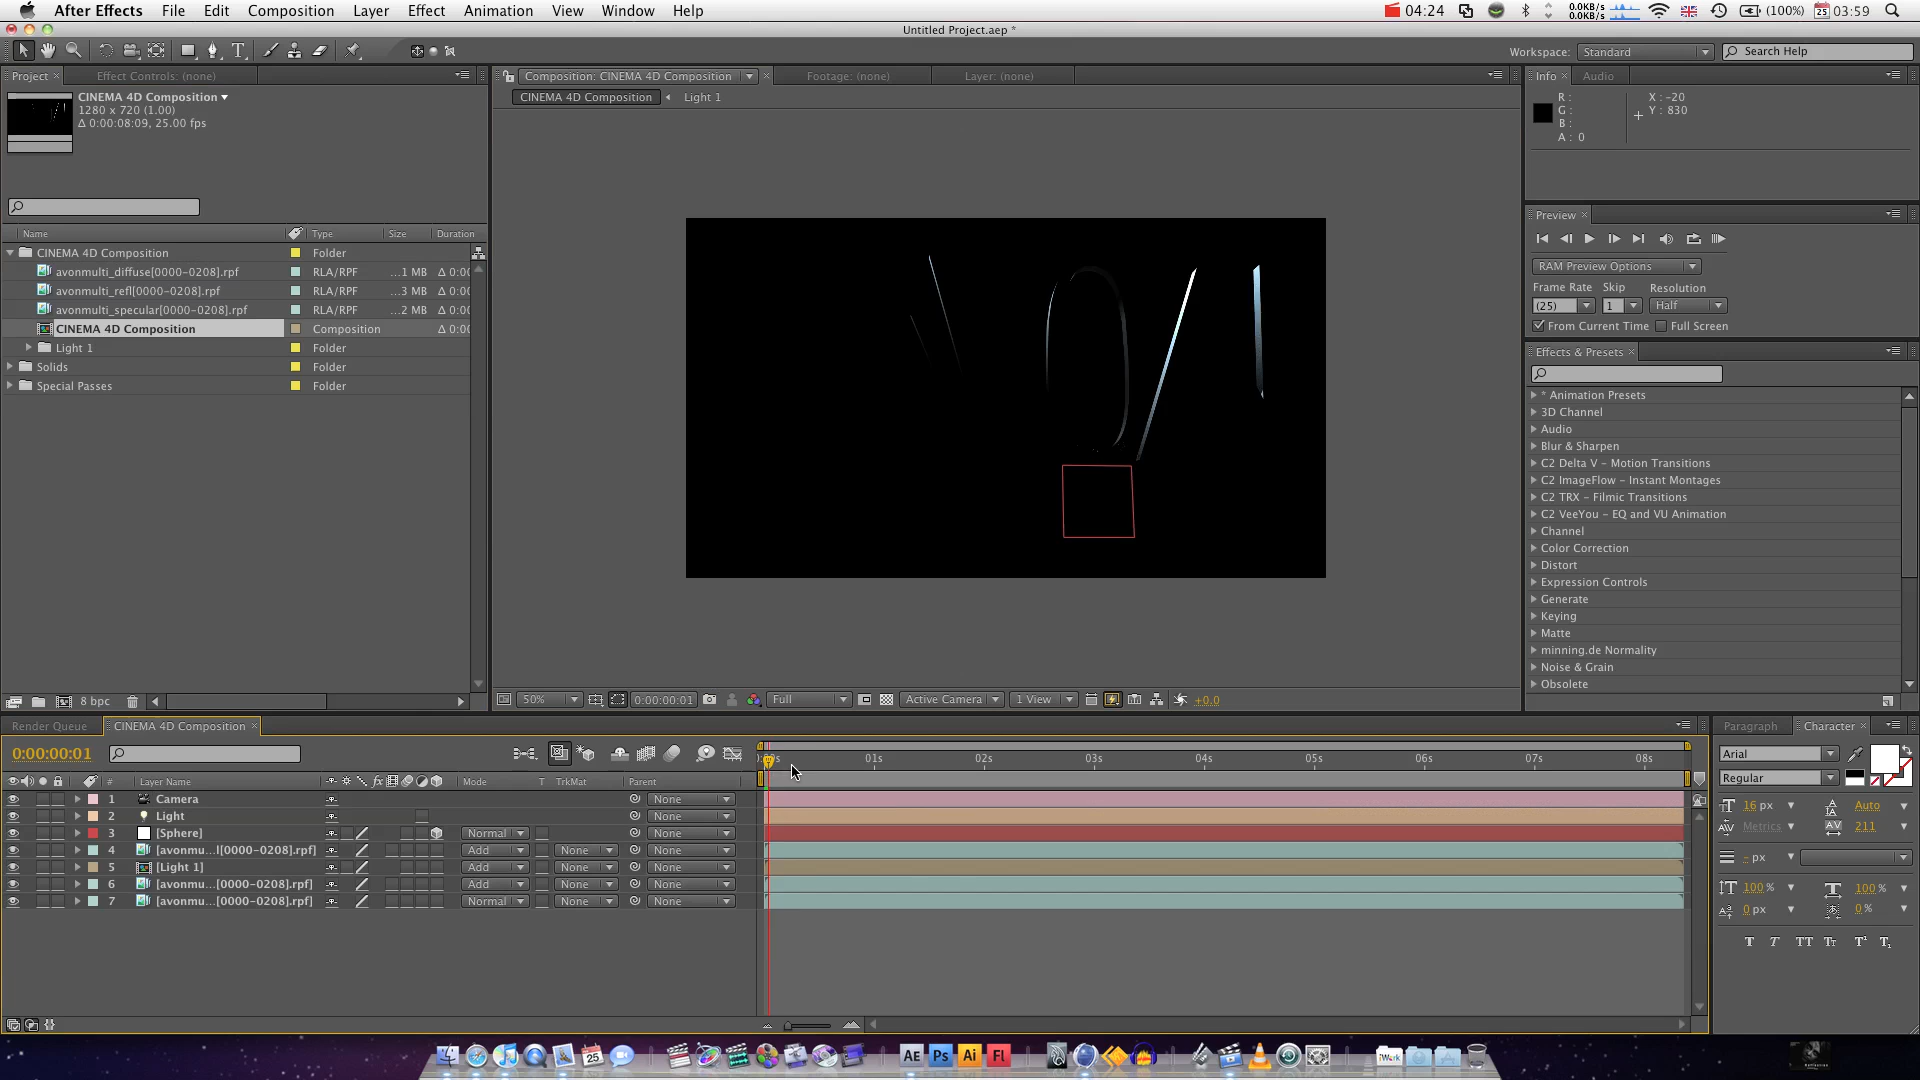 After Effects File Edit Composition Layer Effect Animation View Window Help 04:24 0.0KB/s 0.0KB/s (100%) 25 03:59
Untitled Project.aep *
Workspace: Standard Search Help
Project Effect Controls: (none) Composition: CINEMA 4D Composition Footage: (none) Layer: (none) Info Audio
CINEMA 4D Composition
1280 x 720 (1.00)
Δ 0:00:08:09, 25.00 fps
CINEMA 4D Composition Light 1
R: X: -20
G: Y: 830
B:
A: 0
Preview
RAM Preview Options
Frame Rate Skip Resolution
(25) 1 Half
From Current Time Full Screen
Name Type Size Duration
CINEMA 4D Composition Folder
avonmulti_diffuse[0000-0208].rpf RLA/RPF ...1 MB Δ 0:00
avonmulti_refl[0000-0208].rpf RLA/RPF ...3 MB Δ 0:00
avonmulti_specular[0000-0208].rpf RLA/RPF ...2 MB Δ 0:00
CINEMA 4D Composition Composition Δ 0:00
Light 1 Folder
Solids Folder
Special Passes Folder
Effects & Presets
* Animation Presets
3D Channel
Audio
Blur & Sharpen
C2 Delta V - Motion Transitions
C2 ImageFlow - Instant Montages
C2 TRX - Filmic Transitions
C2 VeeYou - EQ and VU Animation
Channel
Color Correction
Distort
Expression Controls
Generate
Keying
Matte
minning.de Normality
Noise & Grain
Obsolete
8 bpc
50% 0:00:00:01 Full Active Camera 1 View +0.0
Render Queue CINEMA 4D Composition
0:00:00:01
01s 02s 03s 04s 05s 06s 07s 08s
# Layer Name fx Mode T TrkMat Parent
1 Camera None
2 Light None
3 [Sphere] Normal None
4 [avonmu...l[0000-0208].rpf] Add None None
5 [Light 1] Add None None
6 [avonmu...[0000-0208].rpf] Add None None
7 [avonmu...[0000-0208].rpf] Normal None None
Paragraph Character
Arial
Regular
16 px Auto
Metrics 211
- px
100% 100%
0 px 0%
T T TT Tt T¹ T₁
25 AE Ps Ai Fl iWork